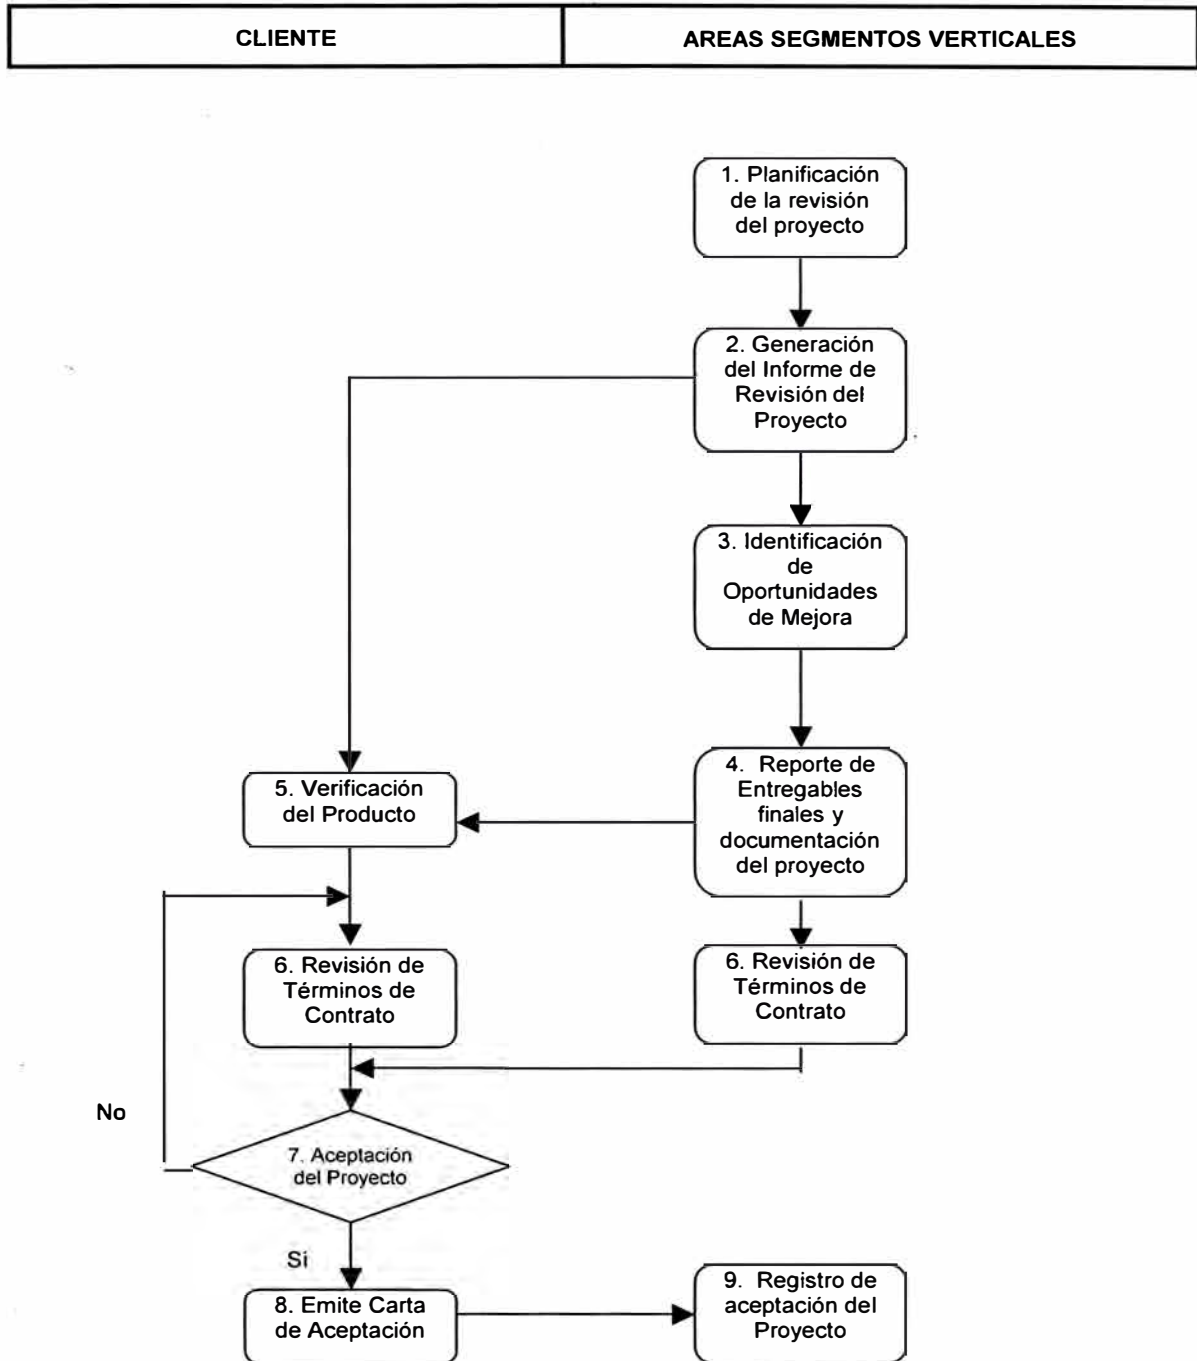 CLIENTE
AREAS SEGMENTOS VERTICALES
1. Planificación
de la revisión
del proyecto
2. Generación
del Informe de
Revisión del
Proyecto
3. Identificación
de
Oportunidades
de Mejora
4. Reporte de
Entregables
finales y
documentación
del proyecto
5. Verificación
del Producto
6. Revisión de
Términos de
Contrato
6. Revisión de
Términos de
Contrato
No
7. Aceptación
del Proyecto
Si
8. Emite Carta
de Aceptación
9. Registro de
aceptación del
Proyecto